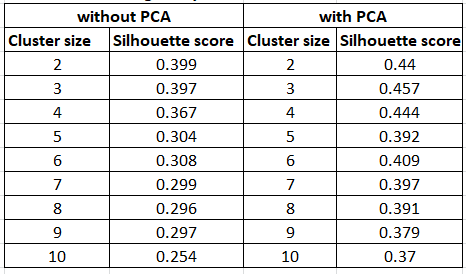 without PCA with PCA
Cluster size Silhouette score Cluster size Silhouette score
2 0.399 2 0.44
3 0.397 3 0.457
4 0.367 4 0.444
5 0.304 5 0.392
6 0.308 6 0.409
7 0.299 7 0.397
8 0.296 8 0.391
9 0.297 9 0.379
10 0.254 10 0.37